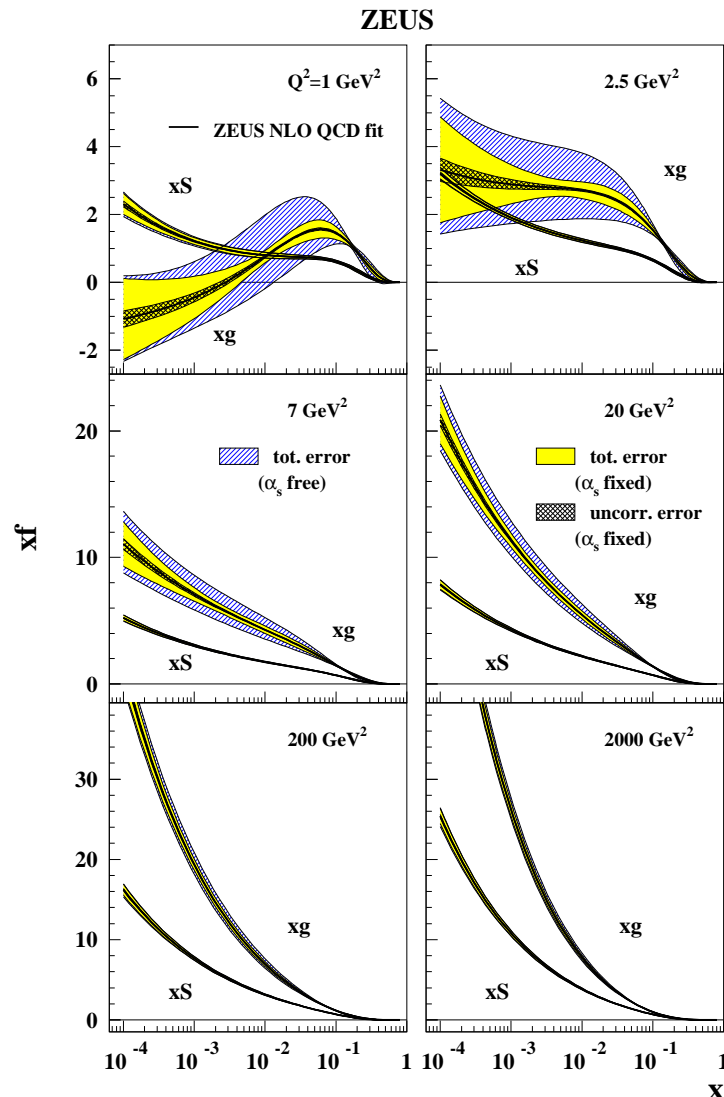 ZEUS
Q²=1 GeV²
2.5 GeV²
ZEUS NLO QCD fit
xS
xg
xg
xS
6
4
2
0
-2
7 GeV²
20 GeV²
tot. error
(αs free)
tot. error
(αs fixed)
uncorr. error
(αs fixed)
xf
20
10
0
xg
xS
xg
xS
200 GeV²
2000 GeV²
30
20
10
0
xg
xS
xg
xS
10⁻⁴ 10⁻³ 10⁻² 10⁻¹ 1
10⁻⁴ 10⁻³ 10⁻² 10⁻¹ 1
x